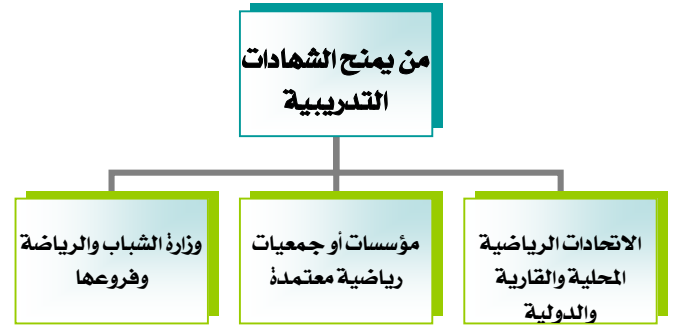 من يمنح الشهادات
التدريبية
الاتحادات الرياضية
المحلية والقارية
والدولية
مؤسسات أو جمعيات
رياضية معتمدة
وزارة الشباب والرياضة
وفروعها